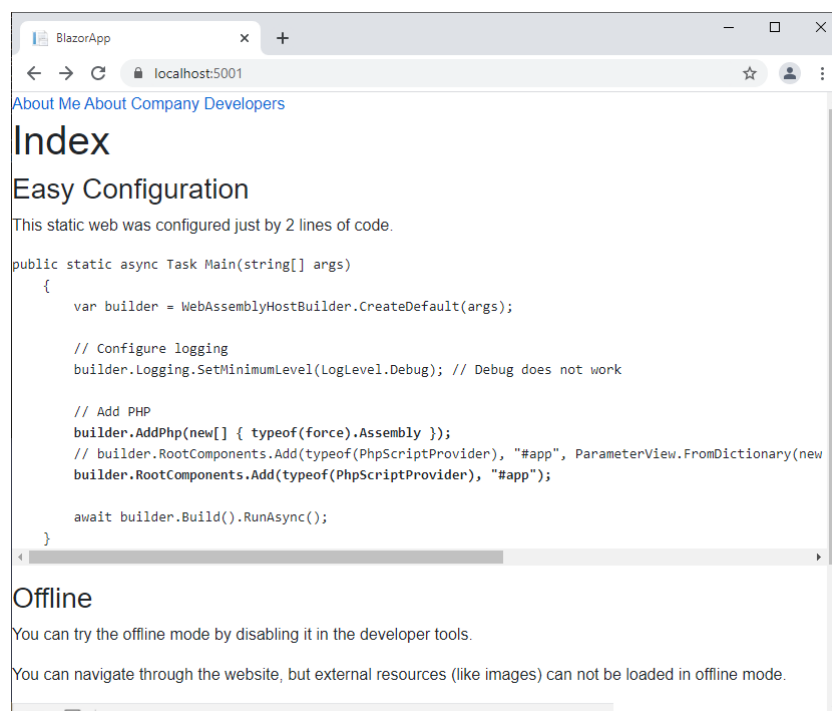 BlazorApp
localhost:5001
About Me About Company Developers
Index
Easy Configuration
This static web was configured just by 2 lines of code.
public static async Task Main(string[] args)
    {
        var builder = WebAssemblyHostBuilder.CreateDefault(args);

        // Configure logging
        builder.Logging.SetMinimumLevel(LogLevel.Debug); // Debug does not work

        // Add PHP
        builder.AddPhp(new[] { typeof(force).Assembly });
        // builder.RootComponents.Add(typeof(PhpScriptProvider), "#app", ParameterView.FromDictionary(new
        builder.RootComponents.Add(typeof(PhpScriptProvider), "#app");

        await builder.Build().RunAsync();
    }
Offline
You can try the offline mode by disabling it in the developer tools.
You can navigate through the website, but external resources (like images) can not be loaded in offline mode.